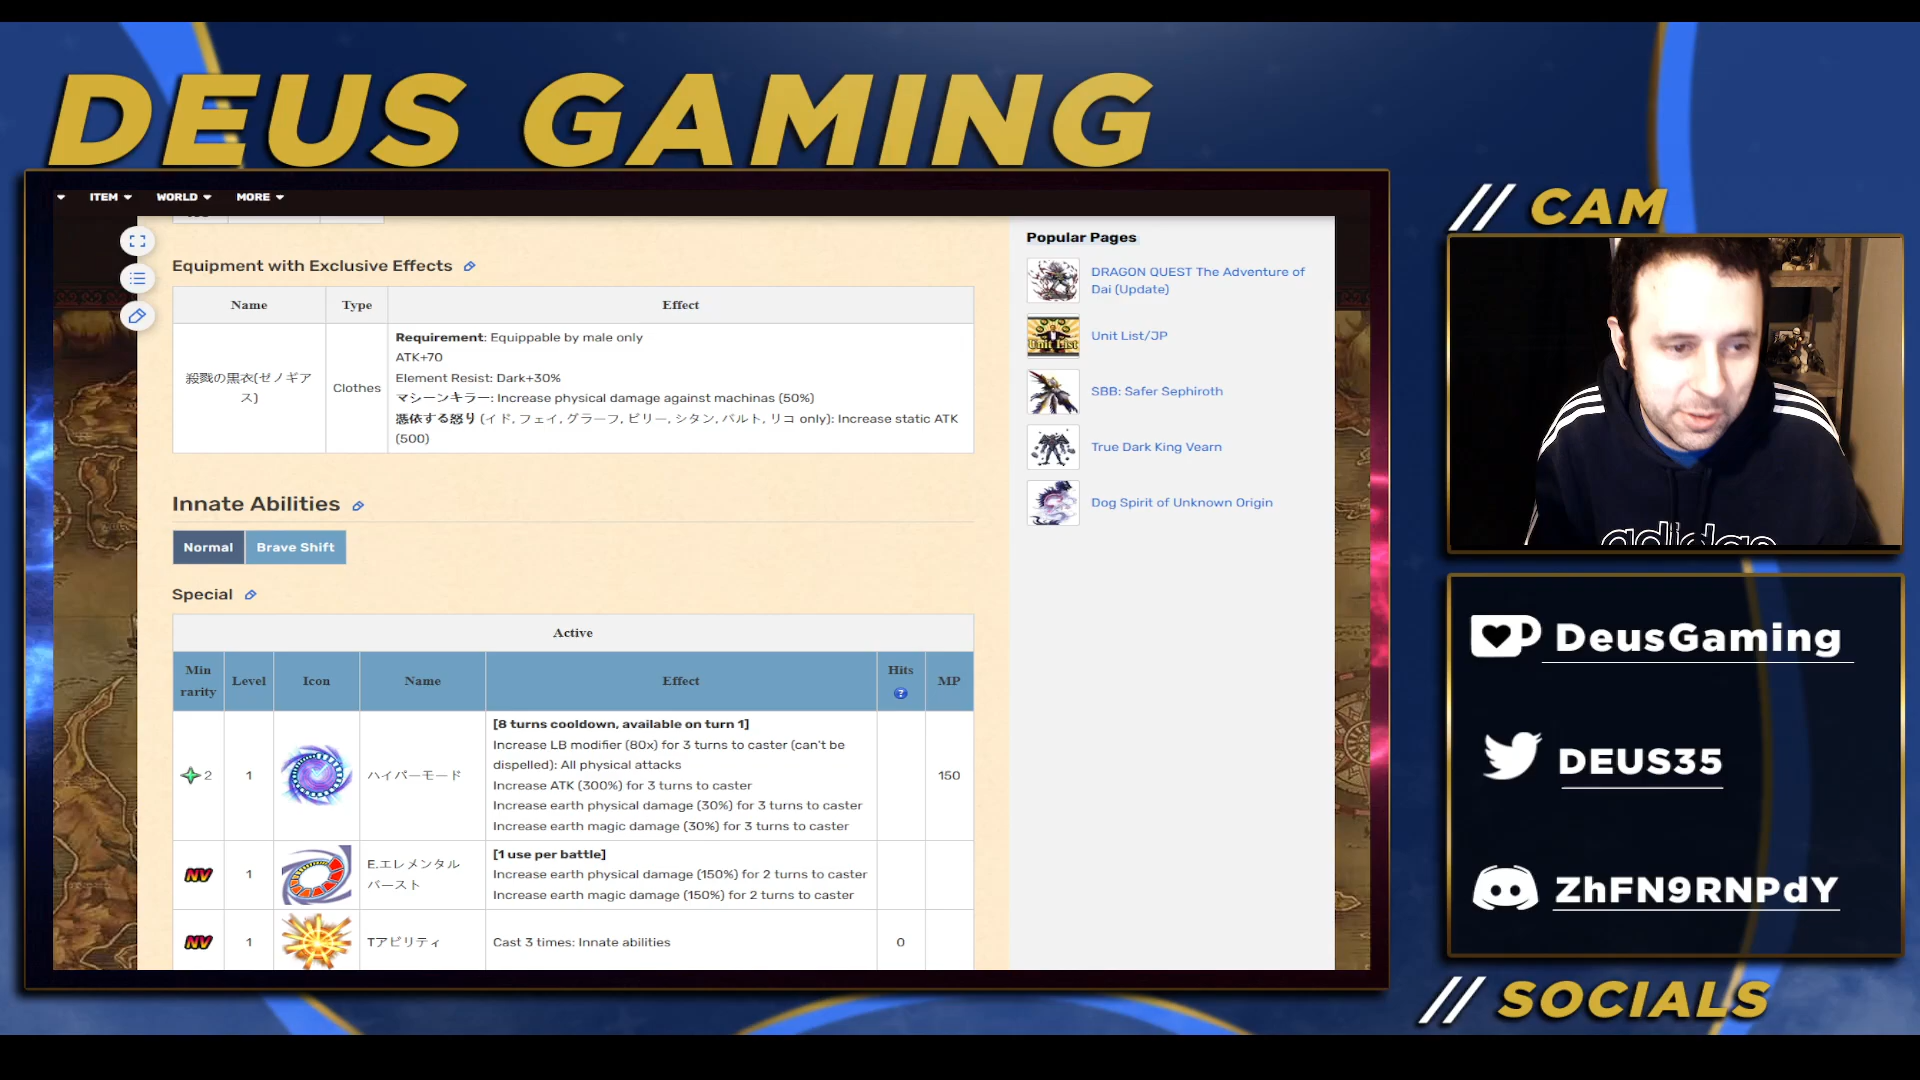 DEUS GAMING
ITEM
WORLD
MORE
// CAM
Equipment with Exclusive Effects
Name
Type
Effect
殺戮の黒衣(ゼノギア
ス)
Clothes
Requirement: Equippable by male only
ATK+70
Element Resist: Dark+30%
マシーンキラー: Increase physical damage against machinas (50%)
憑依する怒り (イド, フェイ, グラーフ, ビリー, シタン, バルト, リコ only): Increase static ATK
(500)
Innate Abilities
Normal
Brave Shift
Special
Active
Min
rarity
Level
Icon
Name
Effect
Hits
?
MP
2
1
ハイパーモード
[8 turns cooldown, available on turn 1]
Increase LB modifier (80x) for 3 turns to caster (can't be
dispelled): All physical attacks
Increase ATK (300%) for 3 turns to caster
Increase earth physical damage (30%) for 3 turns to caster
Increase earth magic damage (30%) for 3 turns to caster
150
NV
1
E.エレメンタル
バースト
[1 use per battle]
Increase earth physical damage (150%) for 2 turns to caster
Increase earth magic damage (150%) for 2 turns to caster
NV
1
Tアビリティ
Cast 3 times: Innate abilities
0
Popular Pages
DRAGON QUEST The Adventure of
Dai (Update)
Unit List
Unit List/JP
SBB: Safer Sephiroth
True Dark King Vearn
Dog Spirit of Unknown Origin
adidas
DeusGaming
DEUS35
ZhFN9RNPdY
// SOCIALS